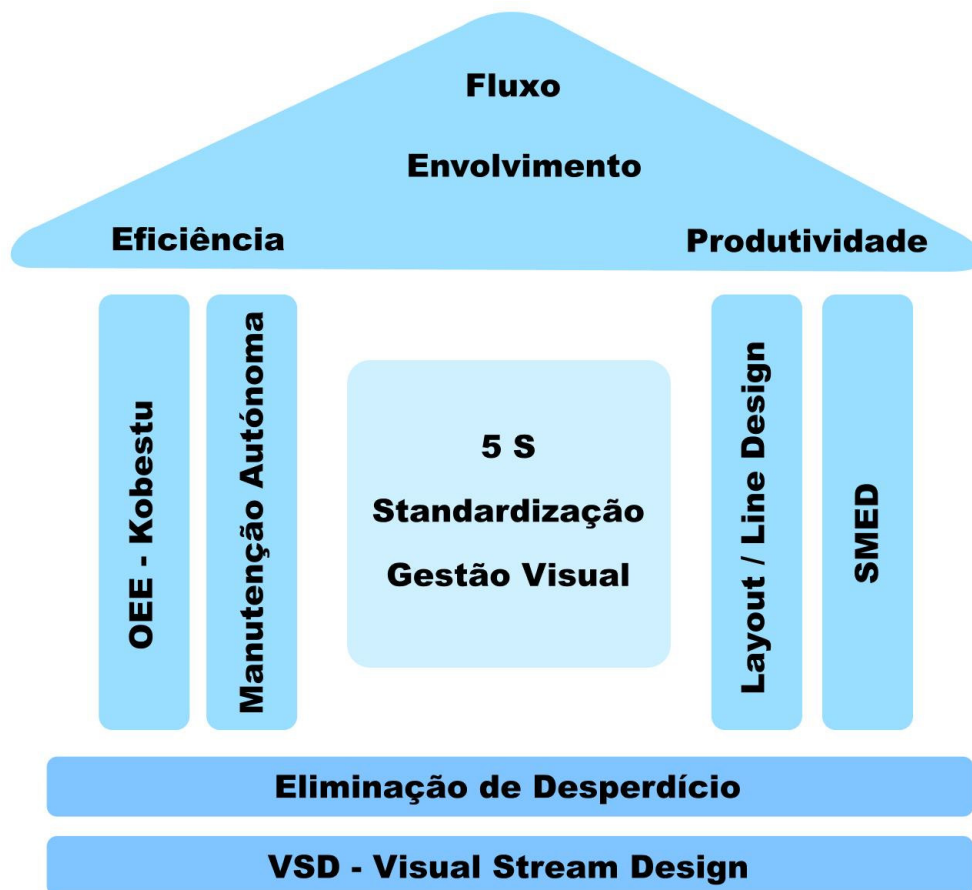 Fluxo
Envolvimento
Eficiência
Produtividade
OEE - Kobestu
Manutenção Autónoma
5 S
Standardização
Gestão Visual
Layout / Line Design
SMED
Eliminação de Desperdício
VSD - Visual Stream Design